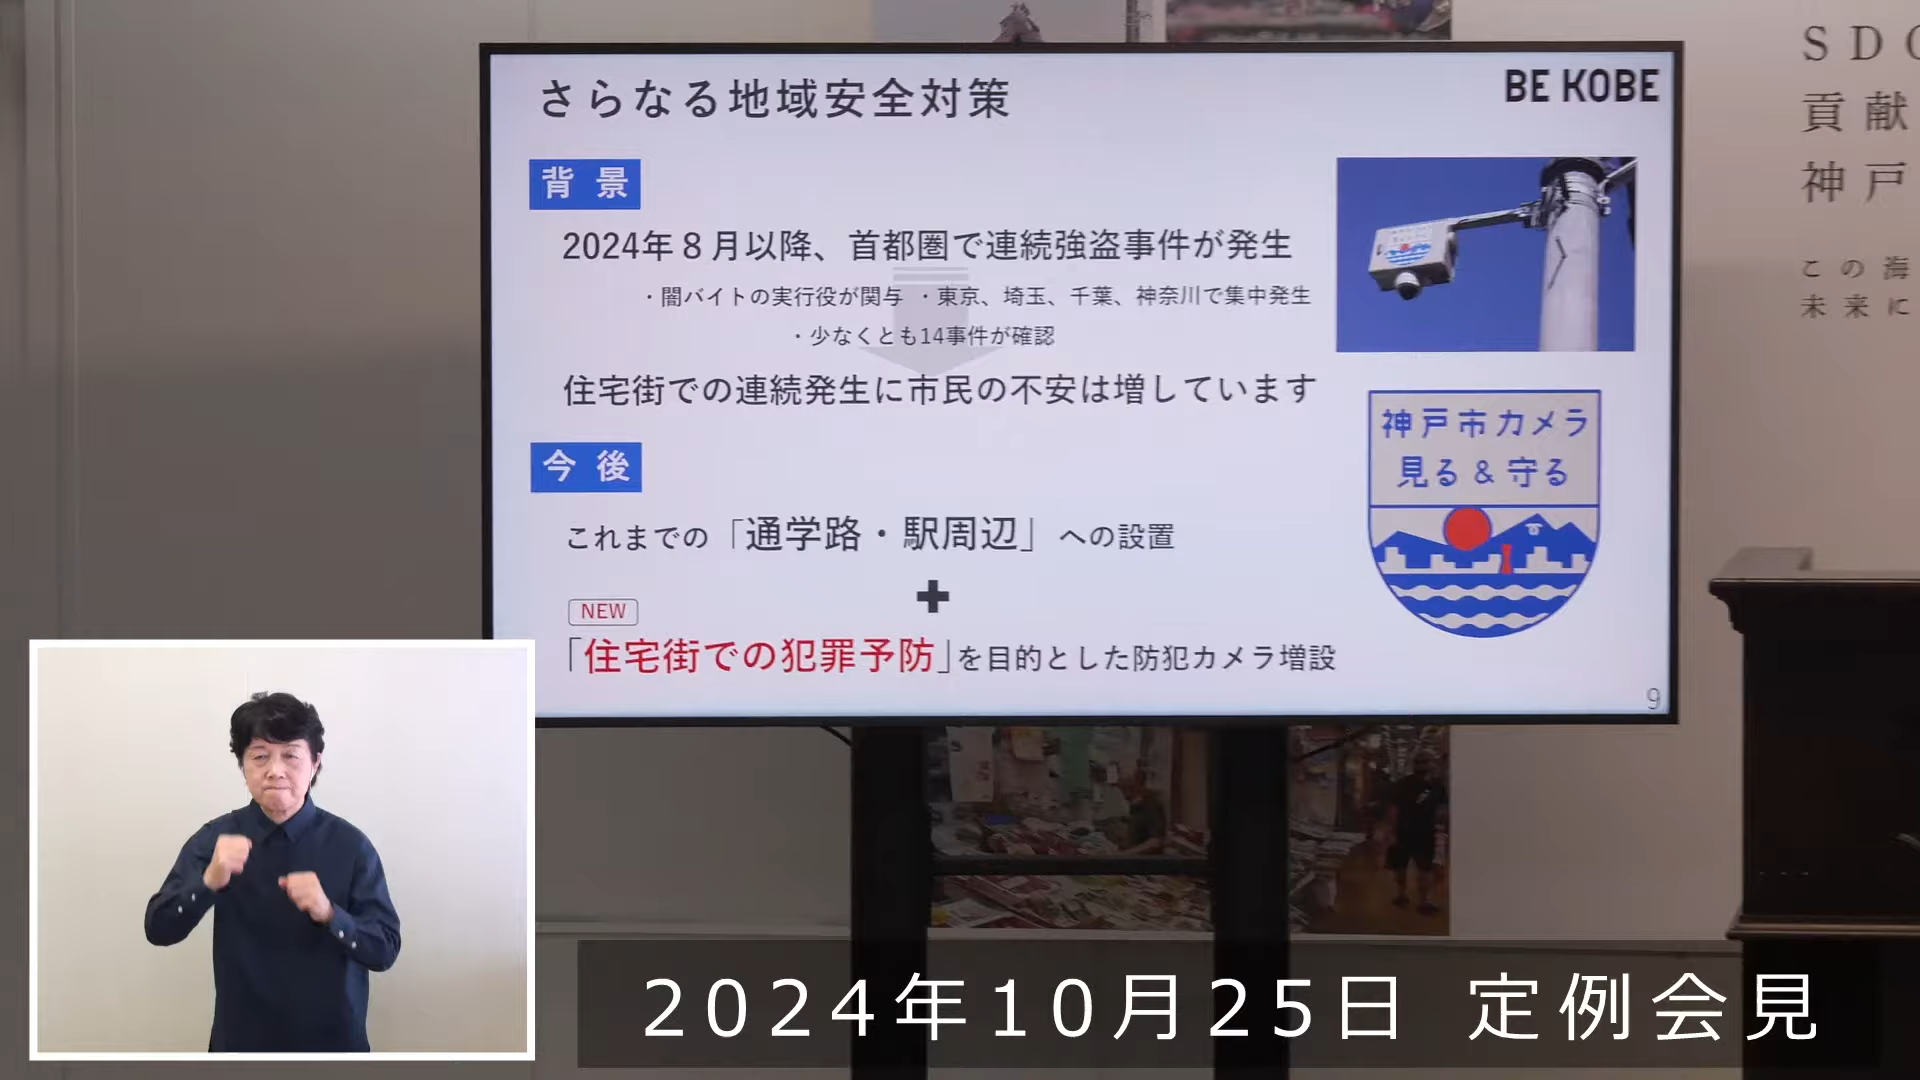 さらなる地域安全対策
BE KOBE
背景
2024年8月以降、首都圏で連続強盗事件が発生
・闇バイトの実行役が関与 ・東京、埼玉、千葉、神奈川で集中発生
・少なくとも14事件が確認
住宅街での連続発生に市民の不安は増しています
神戸市カメラ
見る&守る
今後
これまでの「通学路・駅周辺」への設置
+
NEW
「住宅街での犯罪予防」を目的とした防犯カメラ増設
9
SD
貢献
神戸
この海
未来に
2024年10月25日 定例会見